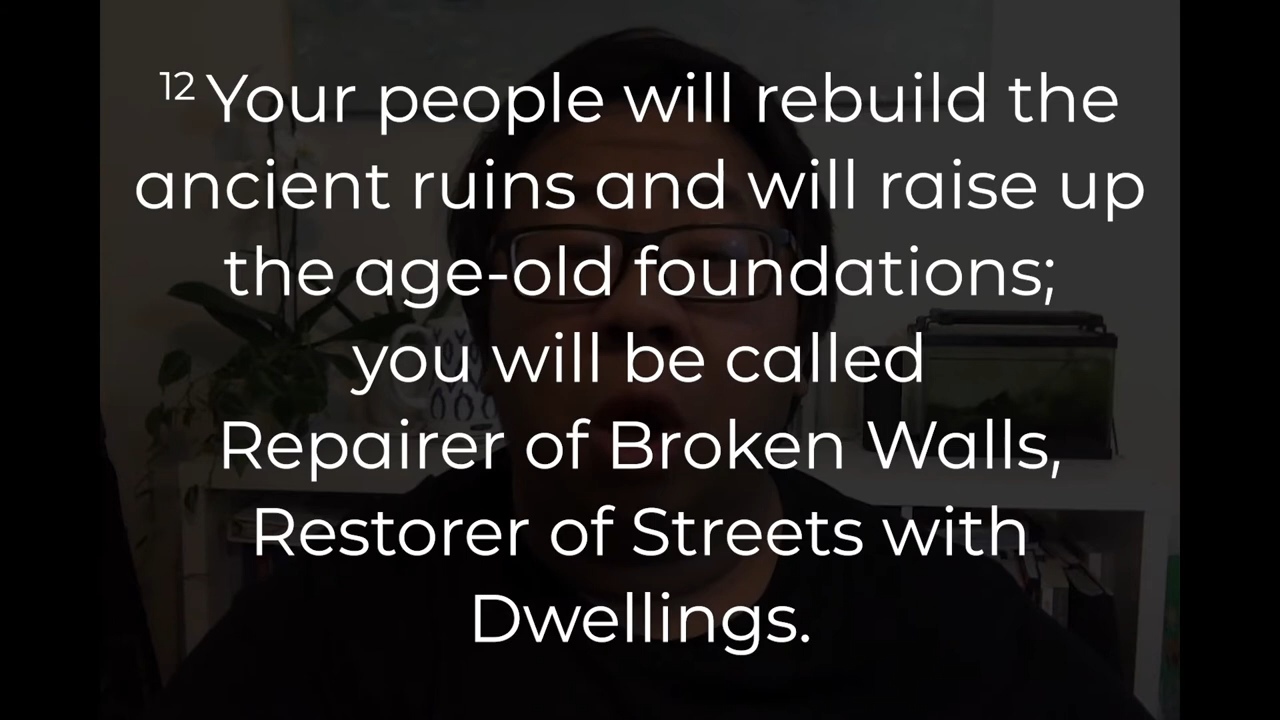 12 Your people will rebuild the
ancient ruins and will raise up
the age-old foundations;
you will be called
Repairer of Broken Walls,
Restorer of Streets with
Dwellings.